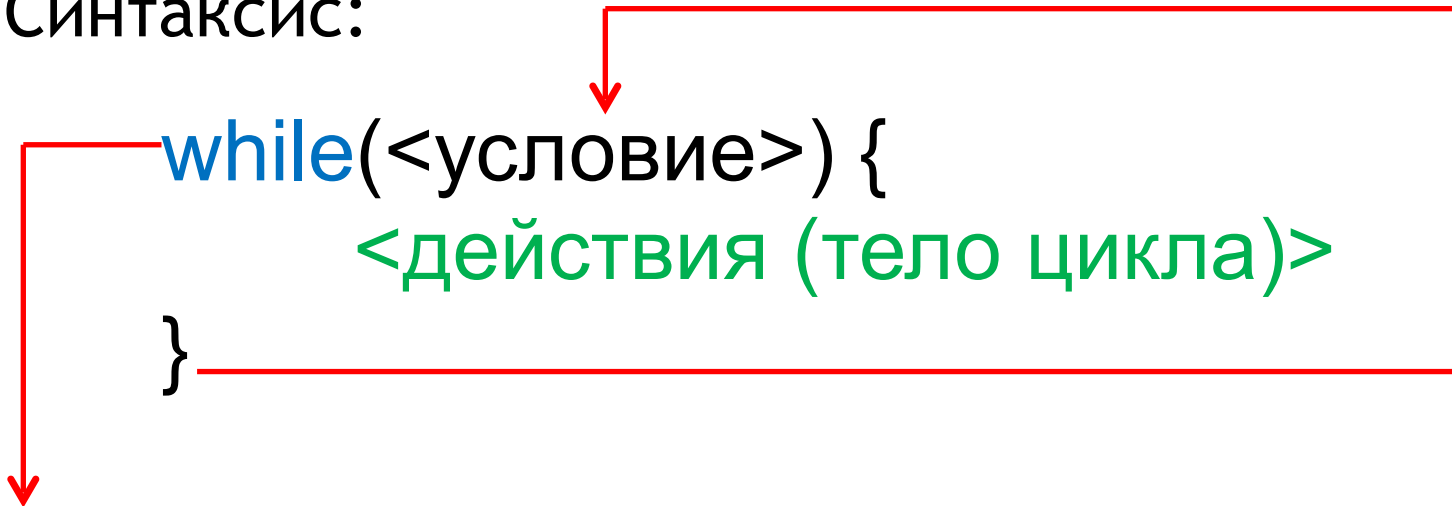 Синтаксис:
while(<условие>) {
<действия (тело цикла)>
}